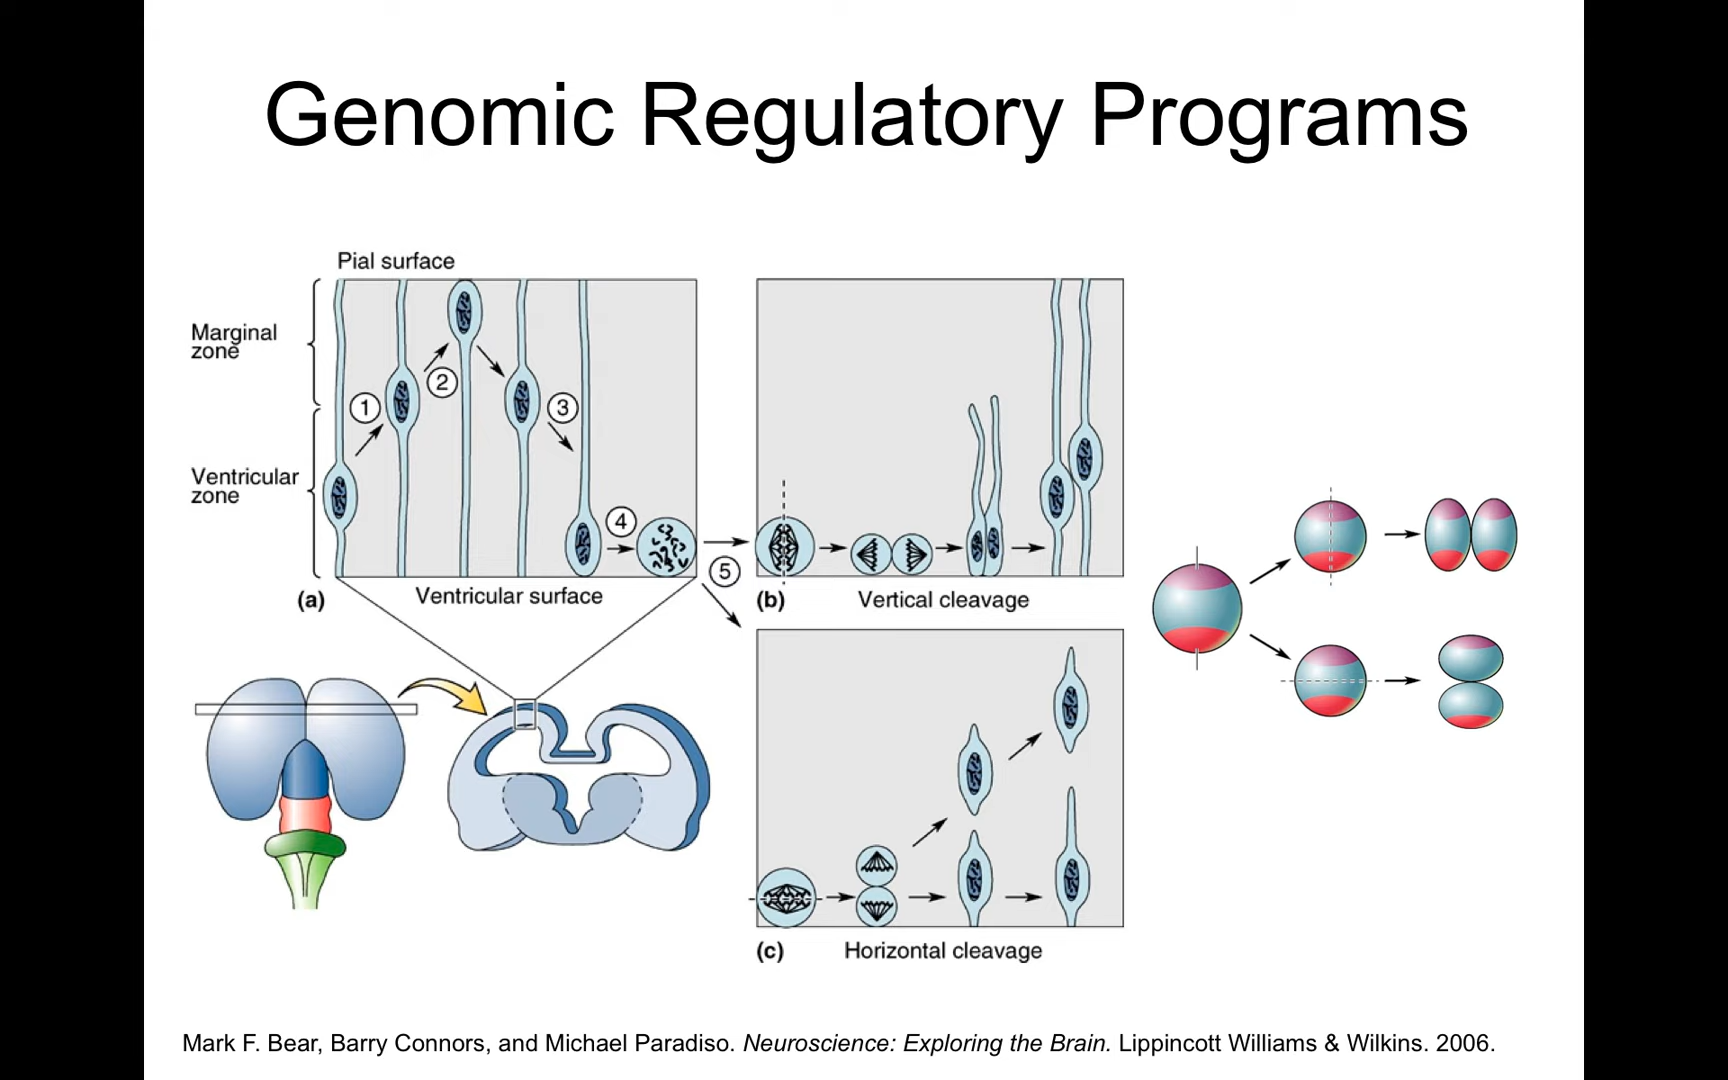 Genomic Regulatory Programs
Pial surface
Marginal
zone
Ventricular
zone
1
2
3
4
5
(a)
Ventricular surface
(b)
Vertical cleavage
(c)
Horizontal cleavage
Mark F. Bear, Barry Connors, and Michael Paradiso. Neuroscience: Exploring the Brain. Lippincott Williams & Wilkins. 2006.